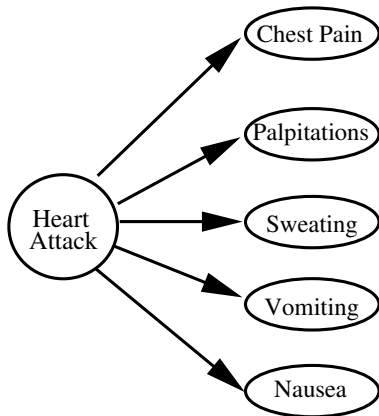 Chest Pain
Palpitations
Heart
Attack
Sweating
Vomiting
Nausea